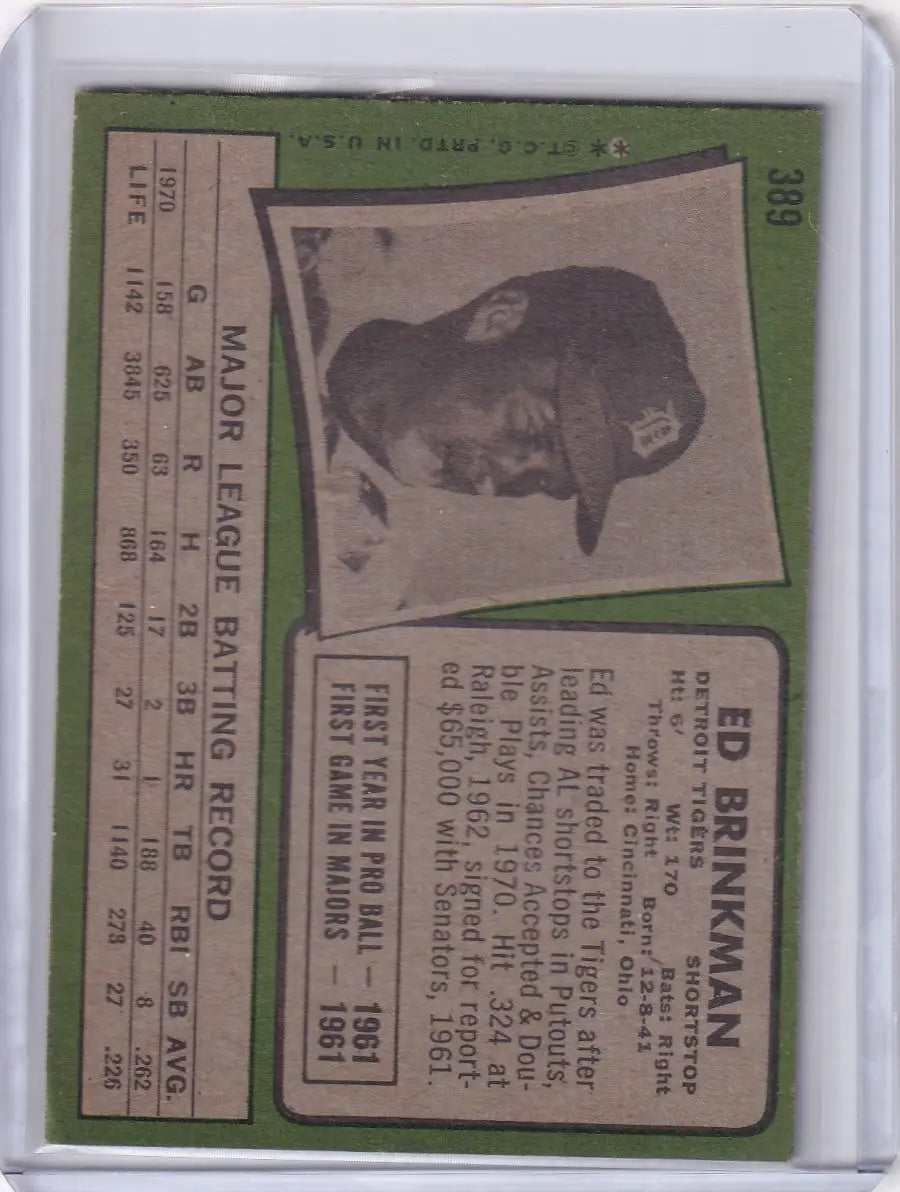 389
** ©T.C.G. PRTD. IN U.S.A.
ED BRINKMAN
DETROIT TIGERS SHORTSTOP
Ht: 6' Wt: 170 Bats: Right
Throws: Right Born: 12-8-41
Home: Cincinnati, Ohio
Ed was traded to the Tigers after
leading AL shortstops in Putouts,
Assists, Chances Accepted & Dou-
ble Plays in 1970. Hit .324 at
Raleigh, 1962, signed for report-
ed $65,000 with Senators, 1961.
FIRST YEAR IN PRO BALL — 1961
FIRST GAME IN MAJORS — 1961
MAJOR LEAGUE BATTING RECORD
G AB R H 2B 3B HR TB RBI SB AVG.
1970 158 625 63 164 17 2 1 188 40 8 .262
LIFE 1142 3845 350 868 125 27 31 1140 273 27 .226